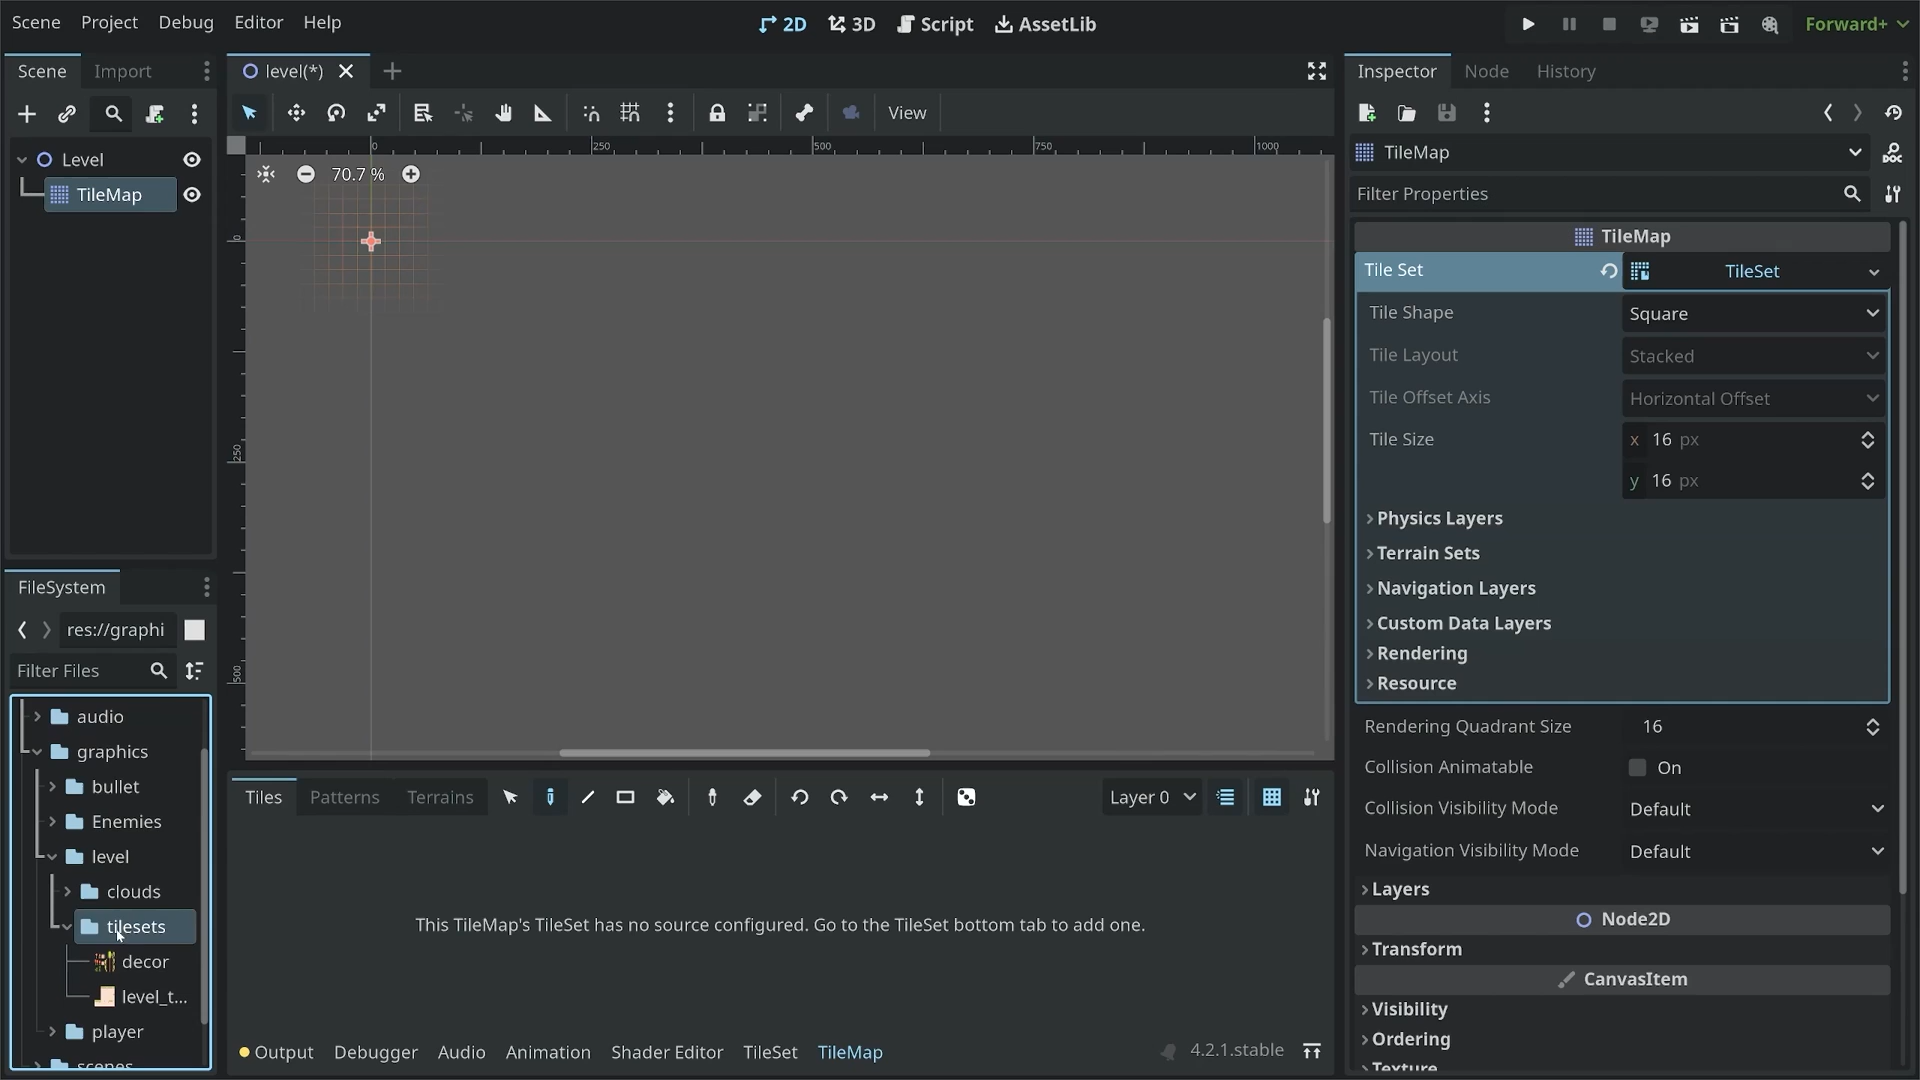 Scene Project Debug Editor Help
2D 3D Script AssetLib
Forward+
Scene Import
level(*)
View
Level
TileMap
0 250 500 750 1000
70.7 %
0
250
500
FileSystem
res://graphi
Filter Files
audio
graphics
bullet
Enemies
level
clouds
tilesets
decor
level_t...
player
scenes
Tiles Patterns Terrains
Layer 0
This TileMap's TileSet has no source configured. Go to the TileSet bottom tab to add one.
Output Debugger Audio Animation Shader Editor TileSet TileMap
4.2.1.stable
Inspector Node History
TileMap
Filter Properties
TileMap
Tile Set TileSet
Tile Shape Square
Tile Layout Stacked
Tile Offset Axis Horizontal Offset
Tile Size x 16 px
y 16 px
Physics Layers
Terrain Sets
Navigation Layers
Custom Data Layers
Rendering
Resource
Rendering Quadrant Size 16
Collision Animatable On
Collision Visibility Mode Default
Navigation Visibility Mode Default
Layers
Node2D
Transform
CanvasItem
Visibility
Ordering
Texture